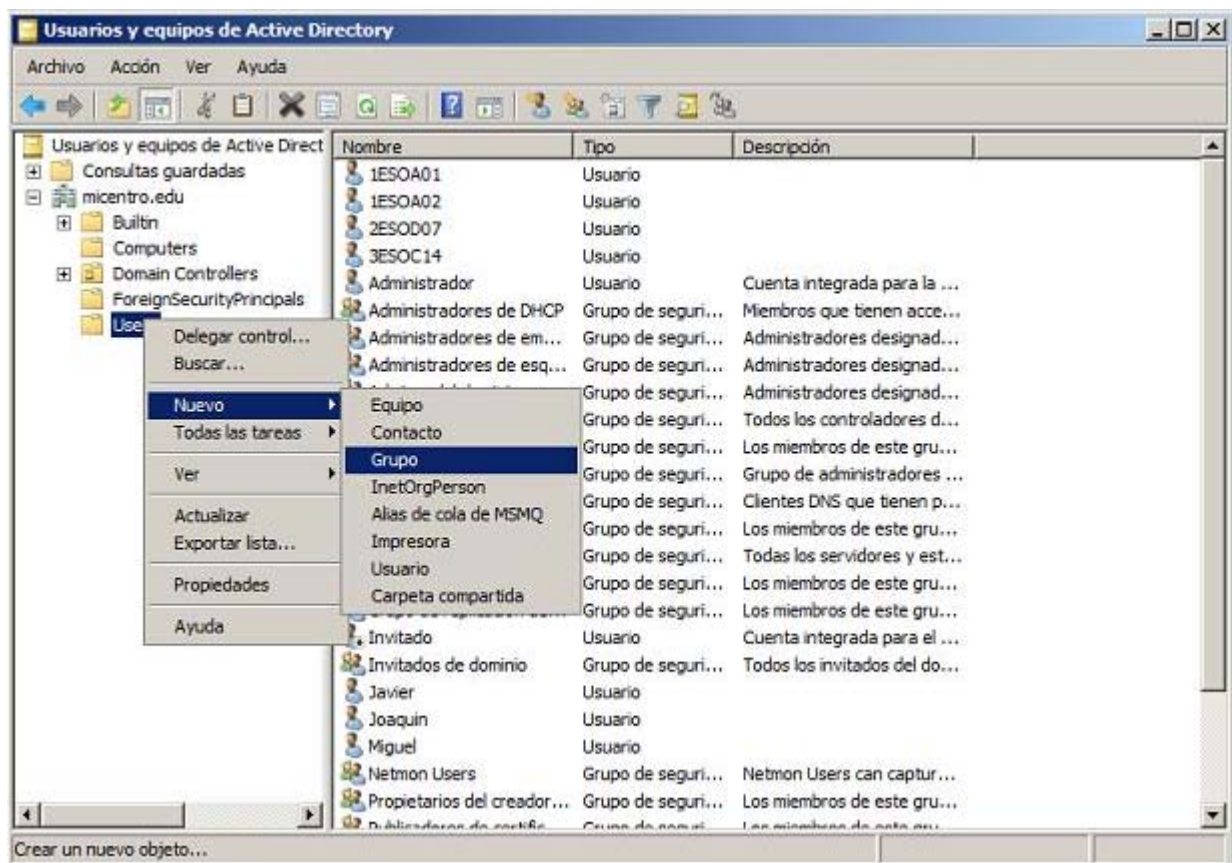 Usuarios y equipos de Active Directory
Archivo Acción Ver Ayuda
Usuarios y equipos de Active Direct
Consultas guardadas
micentro.edu
Builtin
Computers
Domain Controllers
ForeignSecurityPrincipals
Use
Delegar control...
Buscar...
Nuevo
Todas las tareas
Ver
Actualizar
Exportar lista...
Propiedades
Ayuda
Equipo
Contacto
Grupo
InetOrgPerson
Alias de cola de MSMQ
Impresora
Usuario
Carpeta compartida
Nombre Tipo Descripción
1ESOA01 Usuario
1ESOA02 Usuario
2ESOD07 Usuario
3ESOC14 Usuario
Administrador Usuario Cuenta integrada para la ...
Administradores de DHCP Grupo de seguri... Miembros que tienen acce...
Administradores de em... Grupo de seguri... Administradores designad...
Administradores de esq... Grupo de seguri... Administradores designad...
Grupo de seguri... Administradores designad...
Grupo de seguri... Todos los controladores d...
Grupo de seguri... Los miembros de este gru...
Grupo de seguri... Grupo de administradores ...
Grupo de seguri... Clientes DNS que tienen p...
Grupo de seguri... Los miembros de este gru...
Grupo de seguri... Todas los servidores y est...
Grupo de seguri... Los miembros de este gru...
Grupo de seguri... Los miembros de este gru...
Invitado Usuario Cuenta integrada para el ...
Invitados de dominio Grupo de seguri... Todos los invitados del do...
Javier Usuario
Joaquin Usuario
Miguel Usuario
Netmon Users Grupo de seguri... Netmon Users can captur...
Propietarios del creador... Grupo de seguri... Los miembros de este gru...
Crear un nuevo objeto...